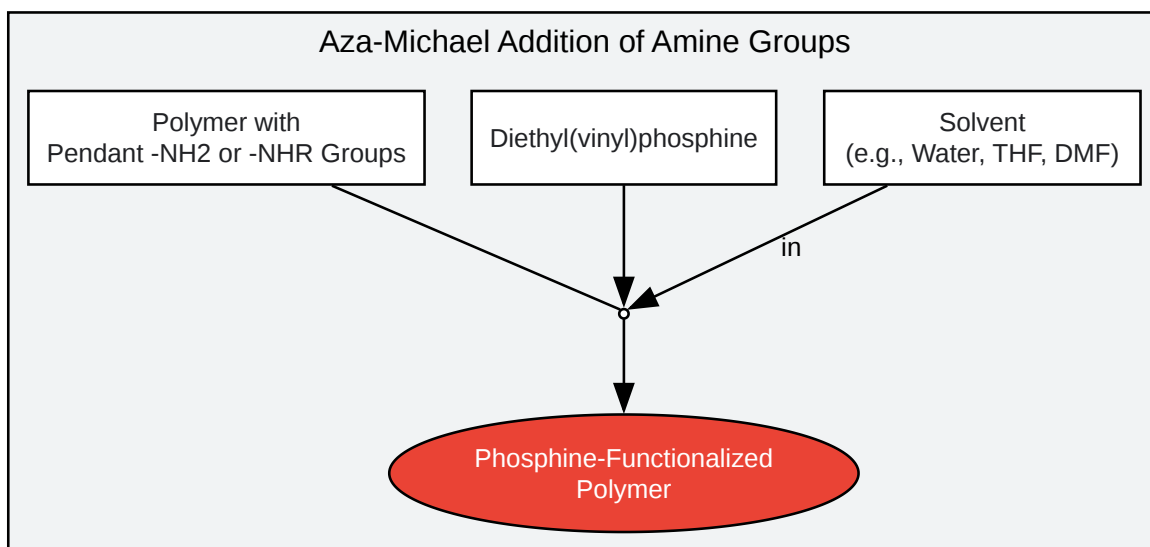 Aza-Michael Addition of Amine Groups
Polymer with
Pendant -NH2 or -NHR Groups
Diethyl(vinyl)phosphine
Solvent
(e.g., Water, THF, DMF)
in
Phosphine-Functionalized
Polymer